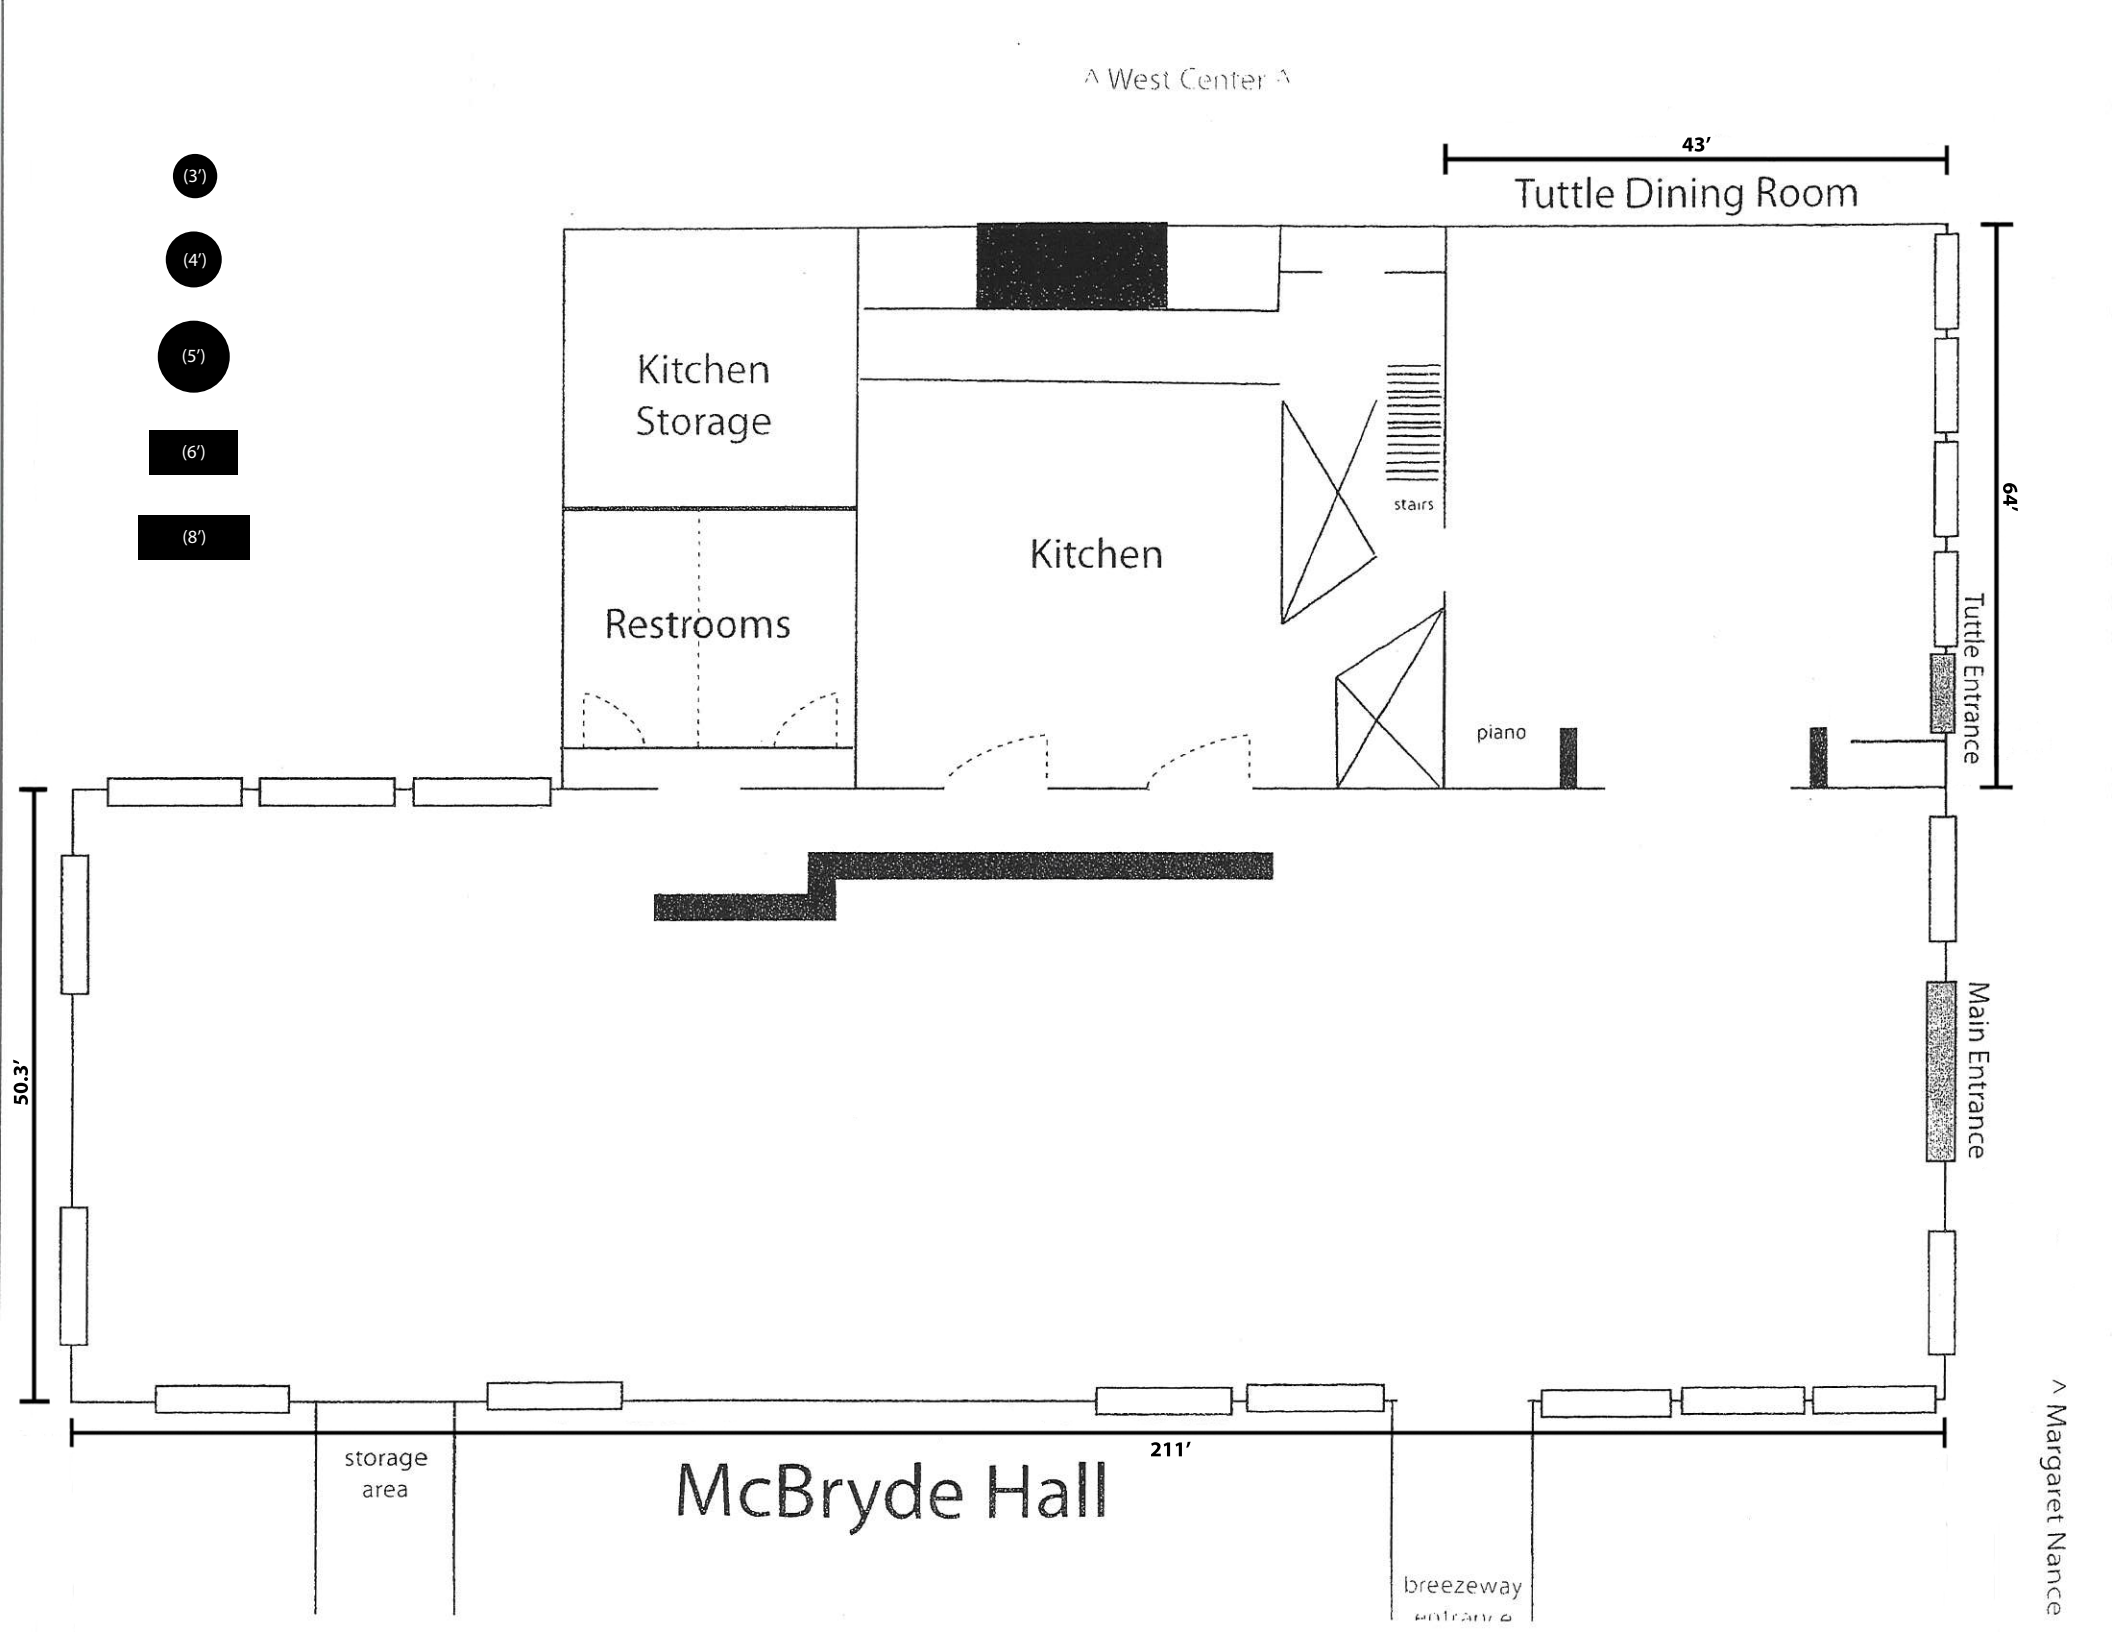 ^ West Center ^
43’
Tuttle Dining Room
(3’)
(4’)
(5’)
(6’)
(8’)
Kitchen
Storage
Restrooms
Kitchen
stairs
piano
64’
Tuttle Entrance
Main Entrance
50.3’
211’
storage
area
McBryde Hall
breezeway
entrance
^ Margaret Nance